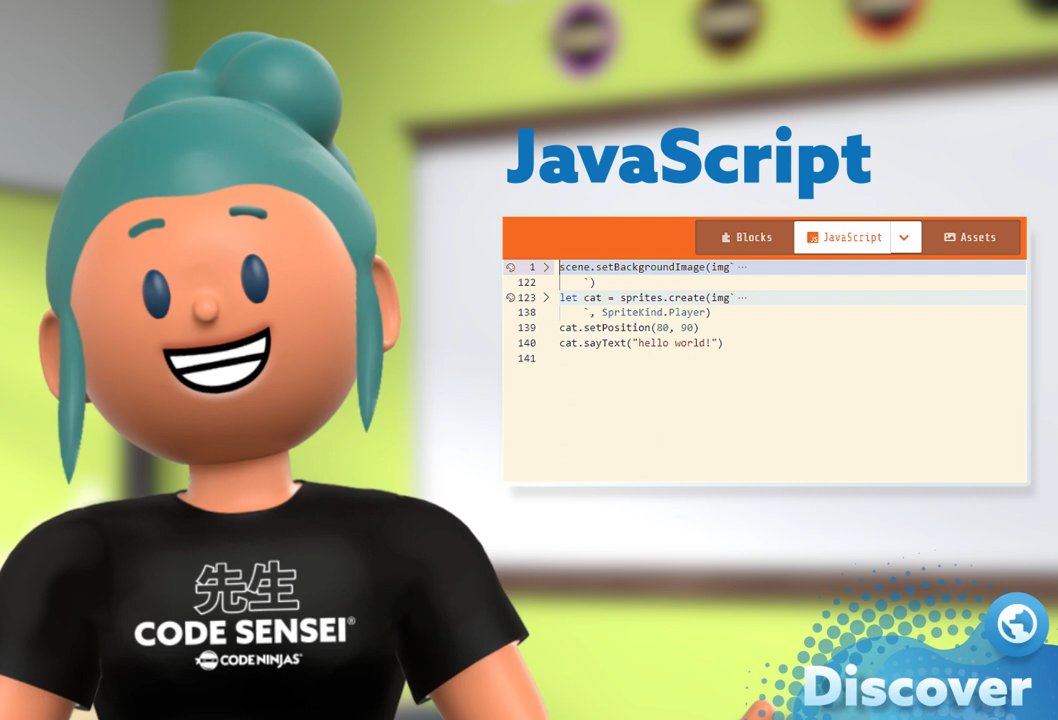 JavaScript
Blocks
JavaScript
Assets
1 scene.setBackgroundImage(img` ...
122 `)
123 let cat = sprites.create(img` ...
138 `, SpriteKind.Player)
139 cat.setPosition(80, 90)
140 cat.sayText("hello world!")
141
先生
CODE SENSEI®
CODE NINJAS®
Discover